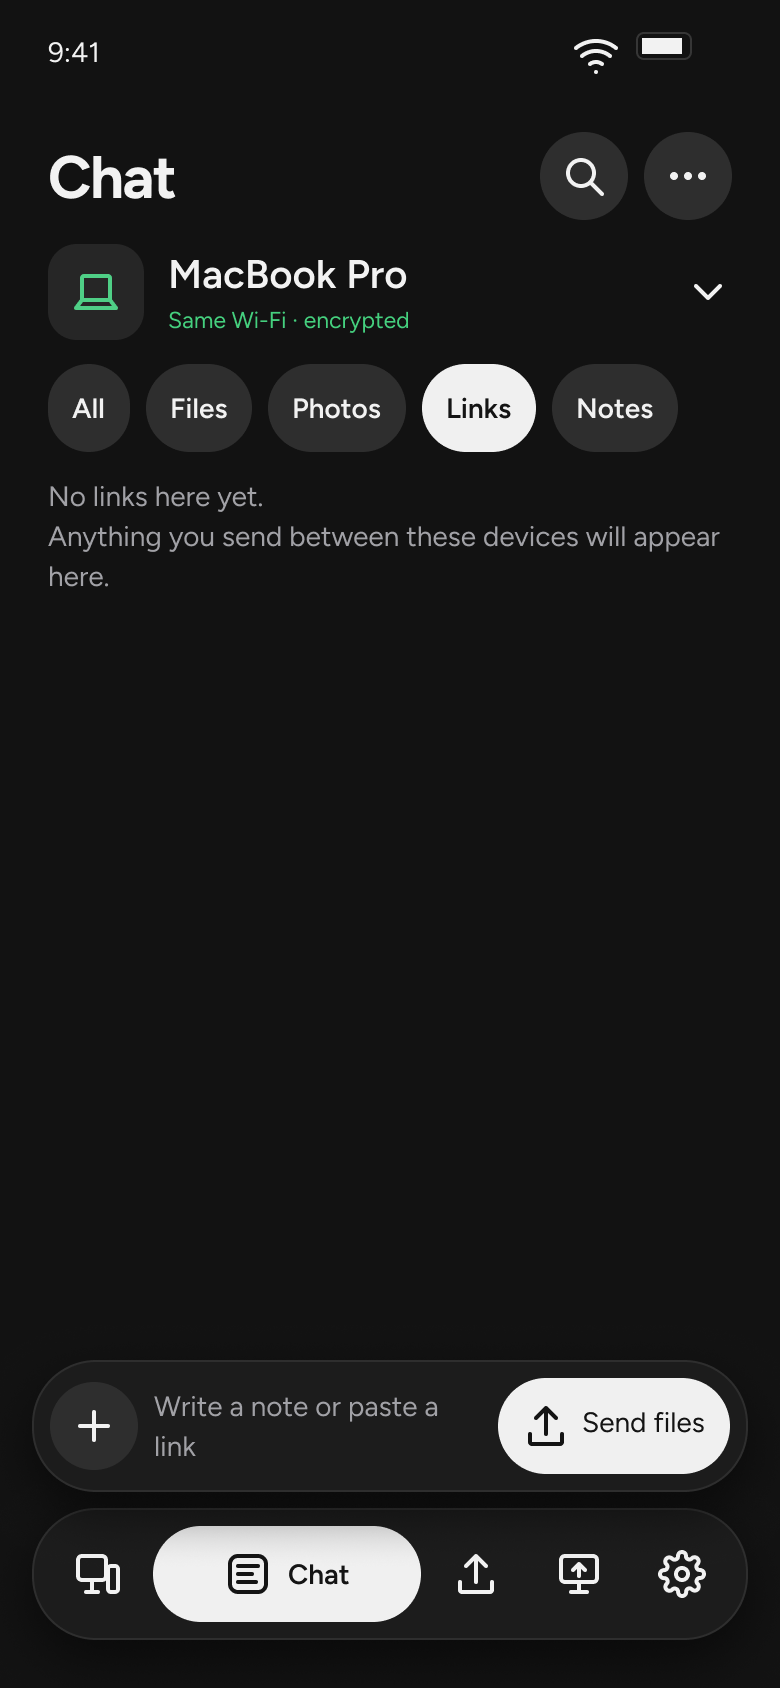 9:41
Chat
MacBook Pro
Same Wi-Fi · encrypted
All Files Photos Links Notes
No links here yet.
Anything you send between these devices will appear
here.
Write a note or paste a
link
Send files
Chat